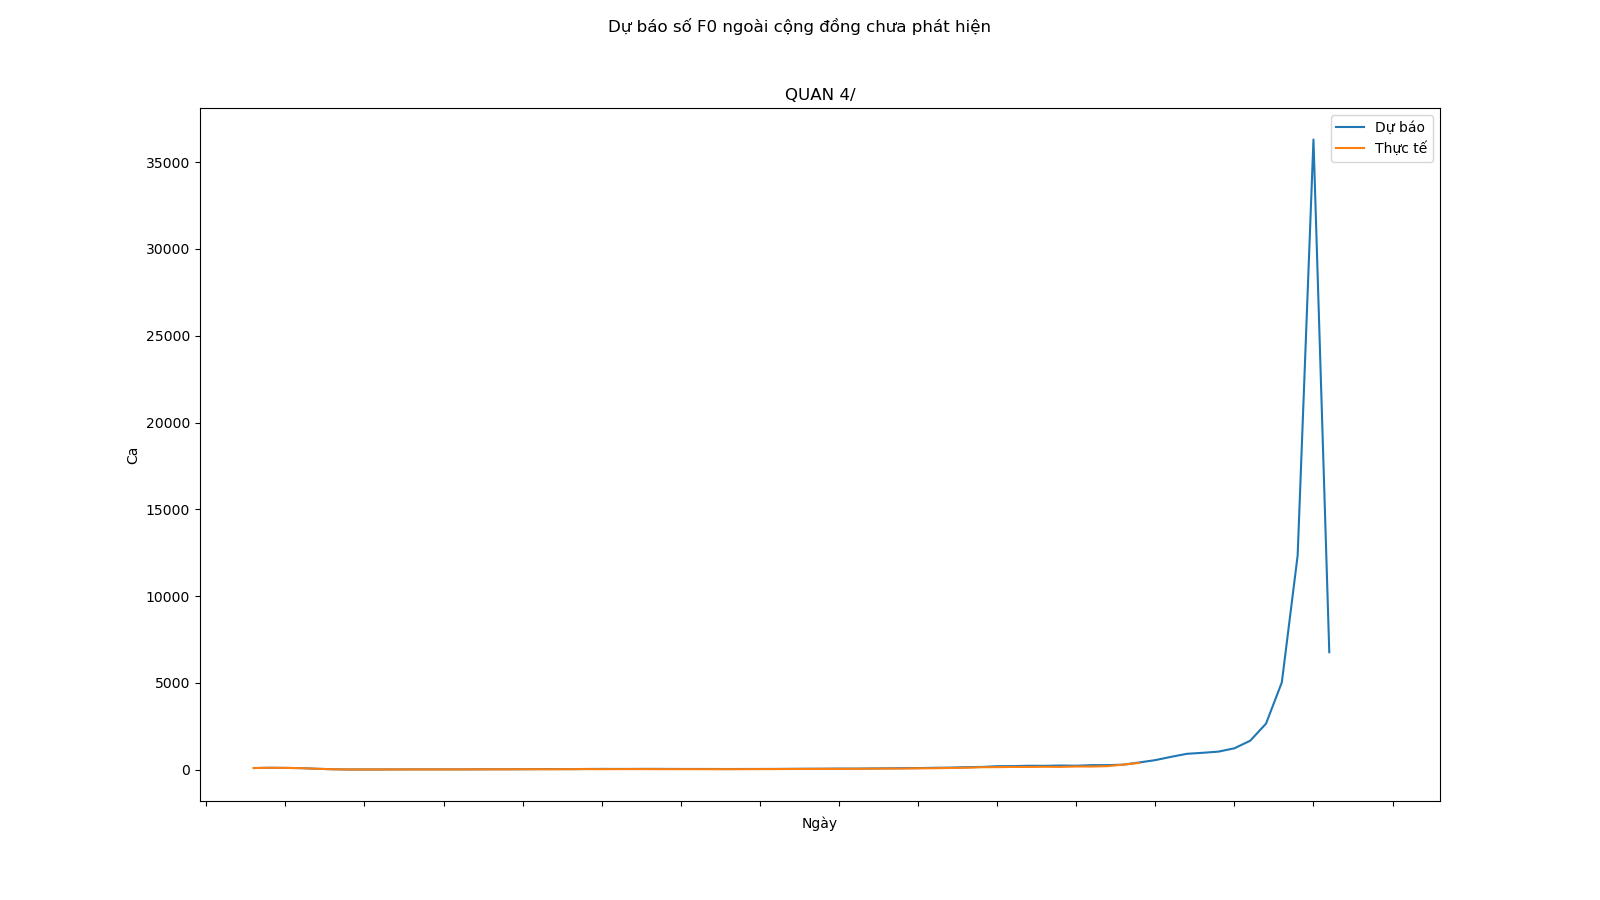 Dự báo số F0 ngoài cộng đồng chưa phát hiện
QUAN 4/
Dự báo
Thực tế
35000
30000
25000
20000
15000
10000
5000
0
Ca
Ngày